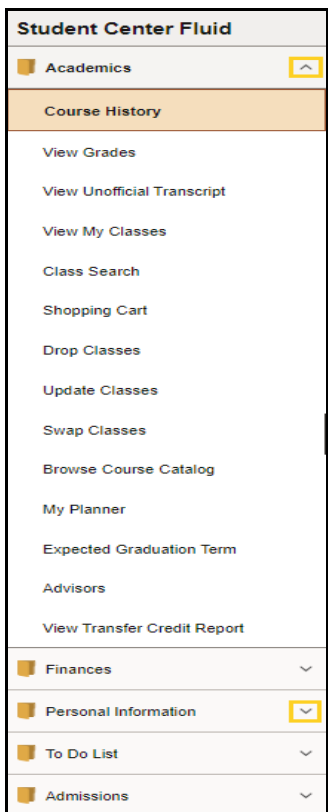 Student Center Fluid
Academics
Course History
View Grades
View Unofficial Transcript
View My Classes
Class Search
Shopping Cart
Drop Classes
Update Classes
Swap Classes
Browse Course Catalog
My Planner
Expected Graduation Term
Advisors
View Transfer Credit Report
Finances
Personal Information
To Do List
Admissions